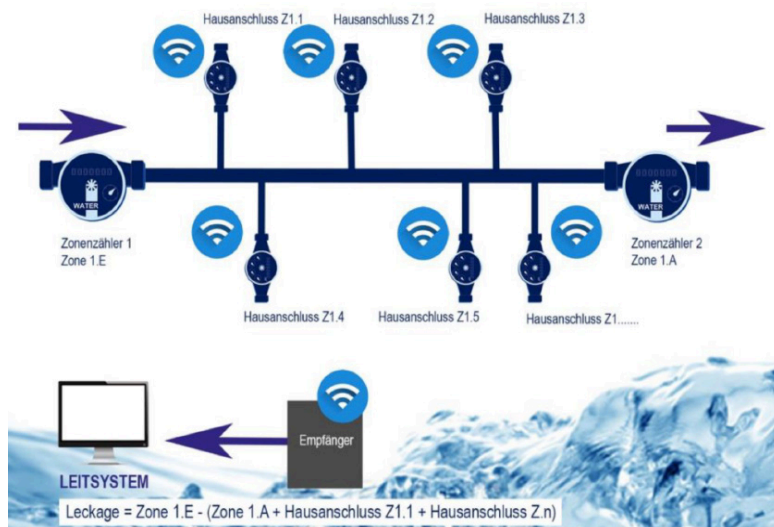 Hausanschluss Z1.1
Hausanschluss Z1.2
Hausanschluss Z1.3
WATER
WATER
Zonenzähler 1
Zone 1.E
Zonenzähler 2
Zone 1.A
Hausanschluss Z1.4
Hausanschluss Z1.5
Hausanschluss Z1.......
Empfänger
LEITSYSTEM
Leckage = Zone 1.E - (Zone 1.A + Hausanschluss Z1.1 + Hausanschluss Z.n)